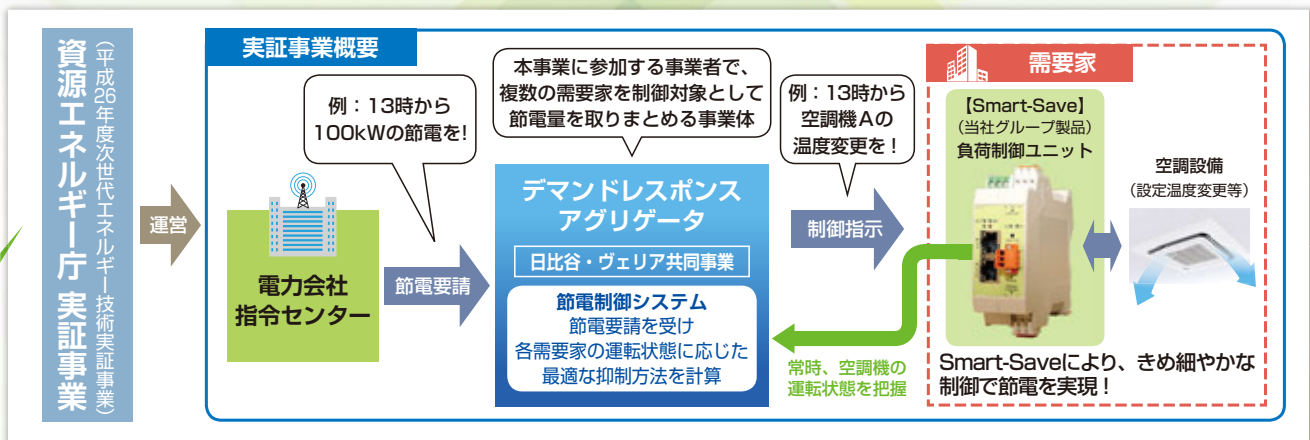 資源エネルギー庁 実証事業
（平成26年度次世代エネルギー技術実証事業）
運営
実証事業概要
例：13時から
100kWの節電を!
電力会社
指令センター
節電要請
本事業に参加する事業者で、
複数の需要家を制御対象として
節電量を取りまとめる事業体
デマンドレスポンス
アグリゲータ
日比谷・ヴェリア共同事業
節電制御システム
節電要請を受け
各需要家の運転状態に応じた
最適な抑制方法を計算
例：13時から
空調機Aの
温度変更を！
制御指示
常時、空調機の
運転状態を把握
需要家
【Smart-Save】
（当社グループ製品）
負荷制御ユニット
空調設備
（設定温度変更等）
Smart-Saveにより、きめ細やかな
制御で節電を実現！